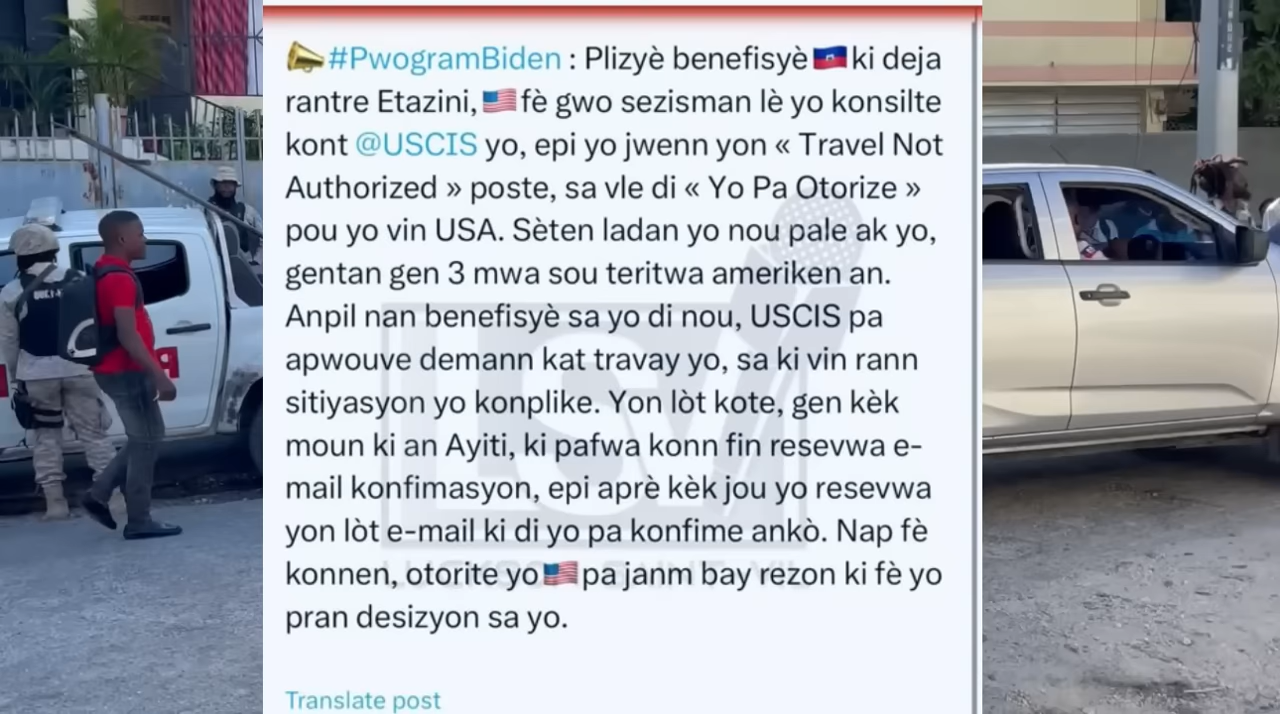 📣#PwogramBiden : Plizyè benefisyè🇭🇹ki deja
rantre Etazini,🇺🇸fè gwo sezisman lè yo konsilte
kont @USCIS yo, epi yo jwenn yon « Travel Not
Authorized » poste, sa vle di « Yo Pa Otorize »
pou yo vin USA. Sèten ladan yo nou pale ak yo,
gentan gen 3 mwa sou teritwa ameriken an.
Anpil nan benefisyè sa yo di nou, USCIS pa
apwouve demann kat travay yo, sa ki vin rann
sitiyasyon yo konplike. Yon lòt kote, gen kèk
moun ki an Ayiti, ki pafwa konn fin resevwa e-
mail konfimasyon, epi aprè kèk jou yo resevwa
yon lòt e-mail ki di yo pa konfime ankò. Nap fè
konnen, otorite yo🇺🇸pa janm bay rezon ki fè yo
pran desizyon sa yo.
Translate post
LSV